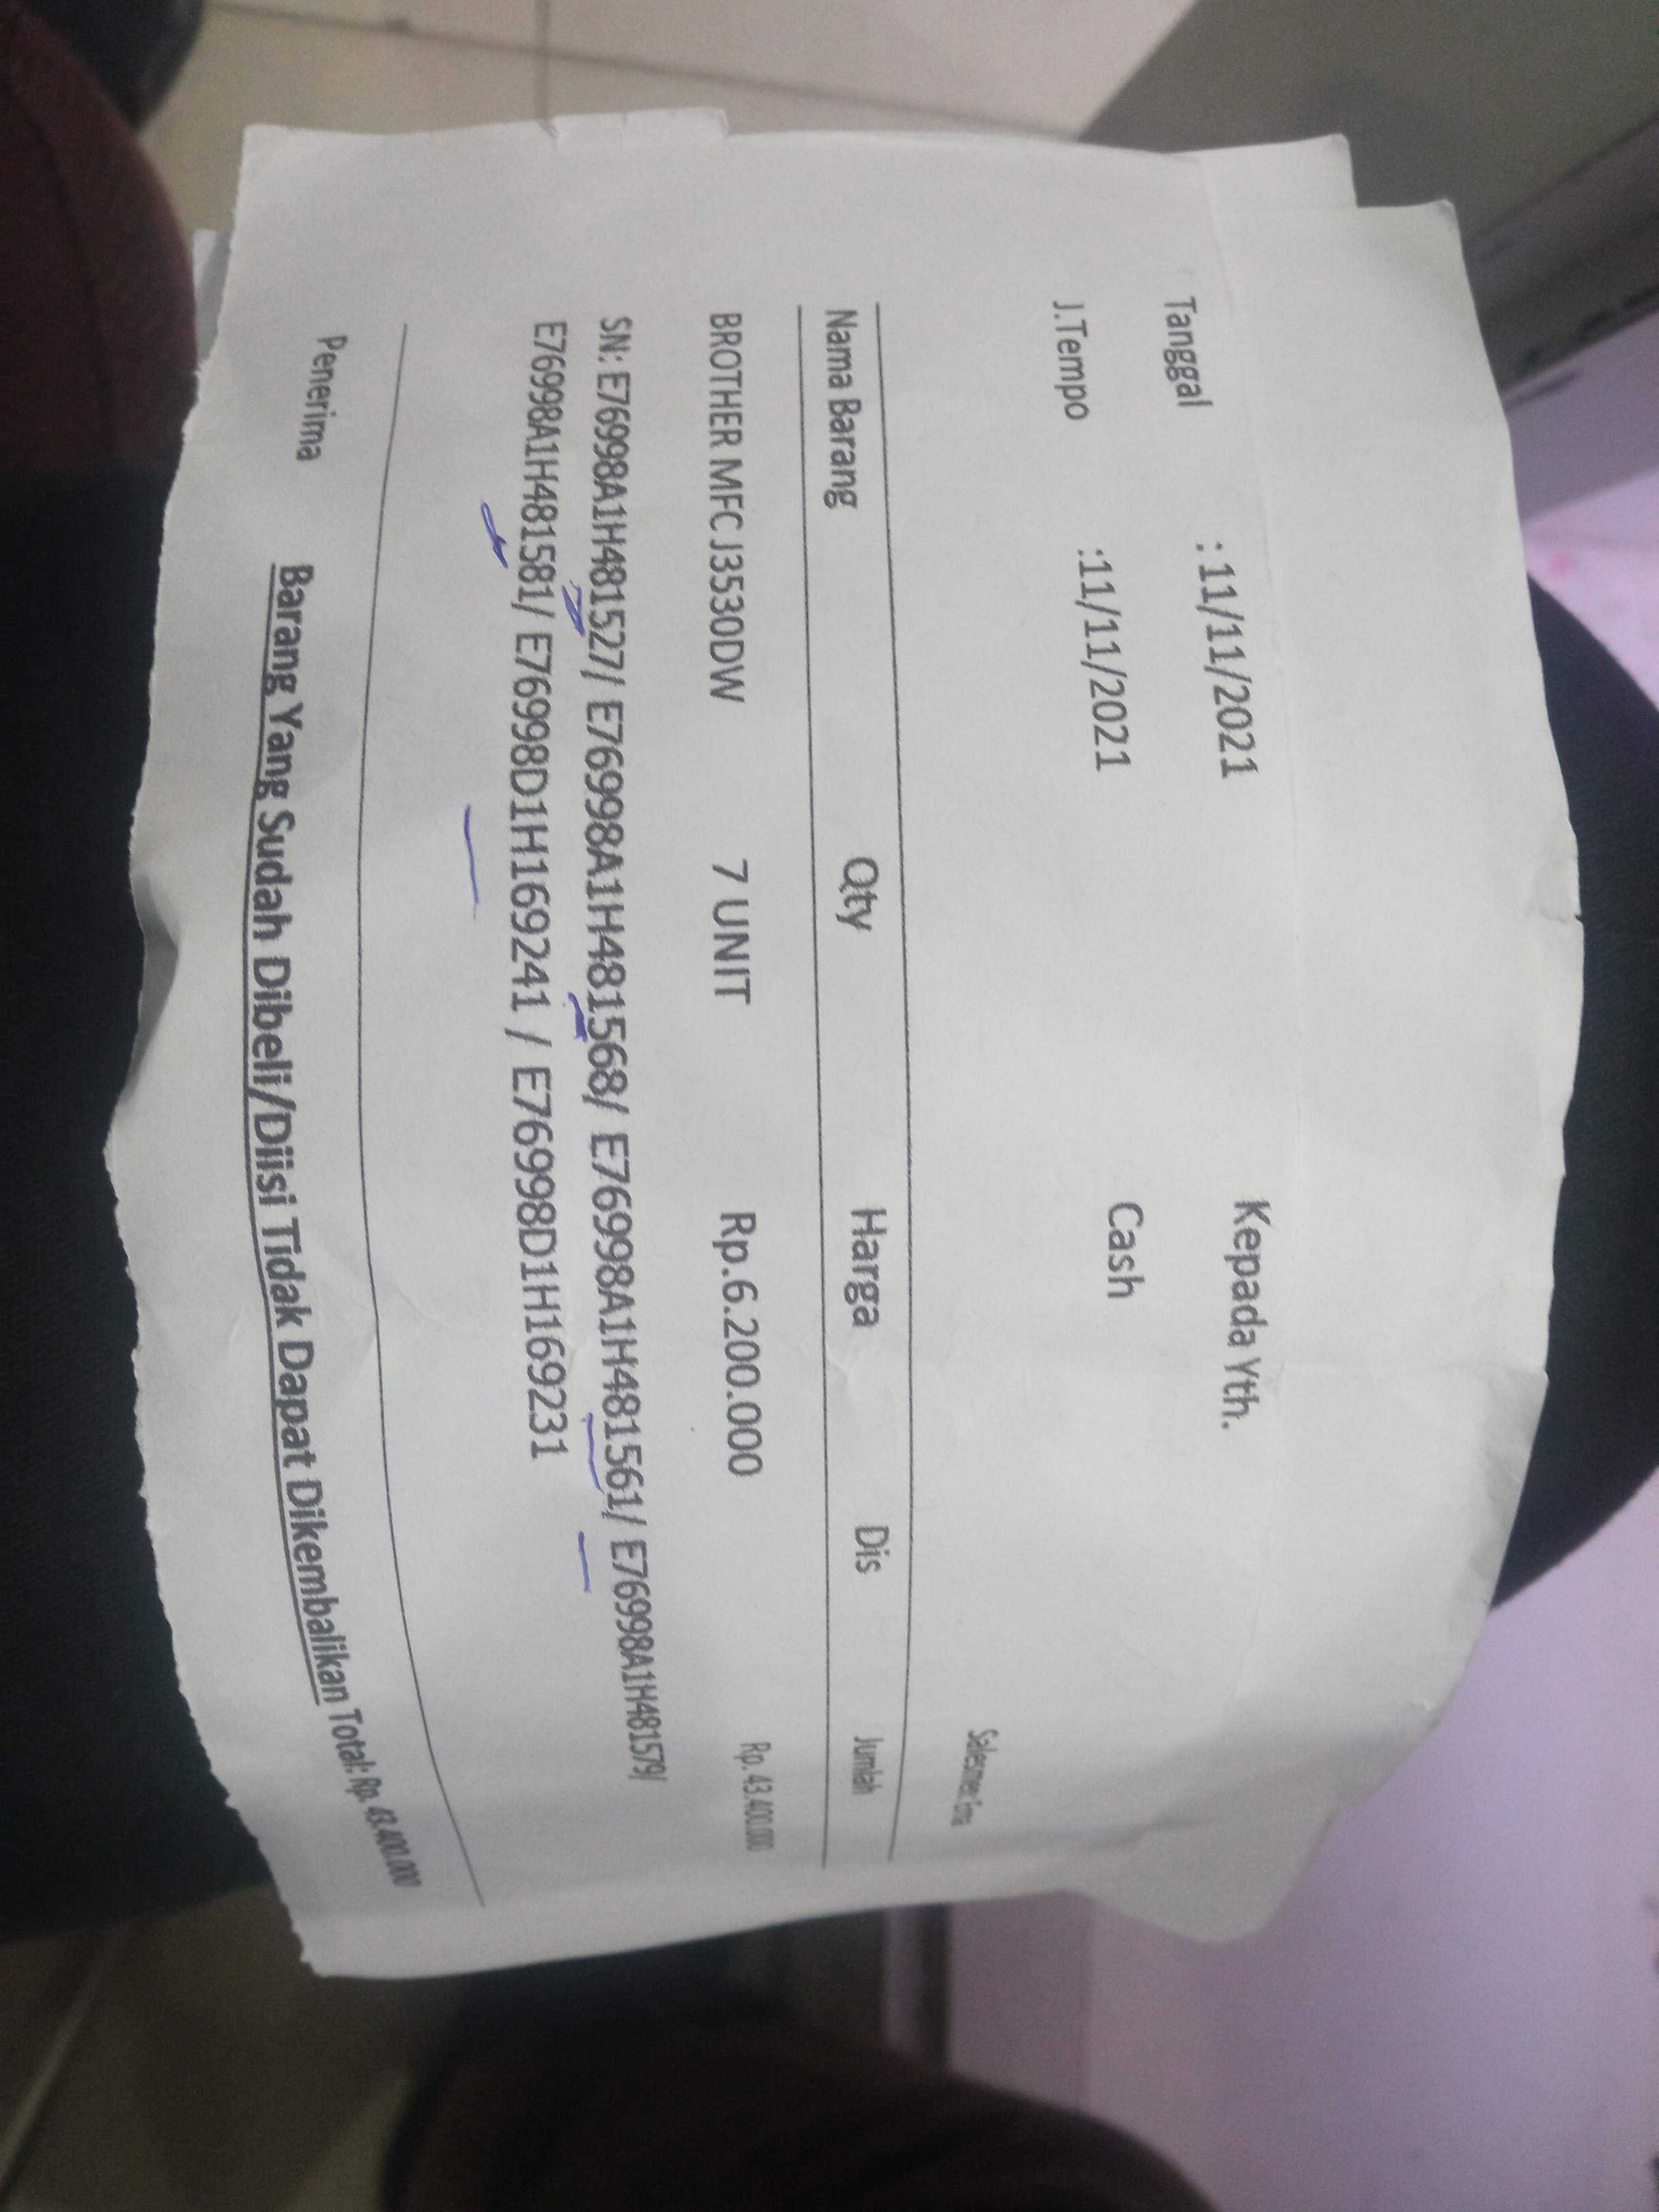 Tanggal : 11/11/2021 Kepada Yth.
J.Tempo :11/11/2021 Cash
Salesmen:
Nama Barang Qty Harga Dis Jumlah
BROTHER MFC J3530DW 7 UNIT Rp.6.200.000 Rp. 43.400.000
SN: E76998A1H481527/ E76998A1H481568/ E76998A1H481561/ E76998A1H481579/
E76998A1H481581/ E76998D1H169241 / E76998D1H169231
Penerima Barang Yang Sudah Dibeli/Diisi Tidak Dapat Dikembalikan Total: Rp. 43.400.000